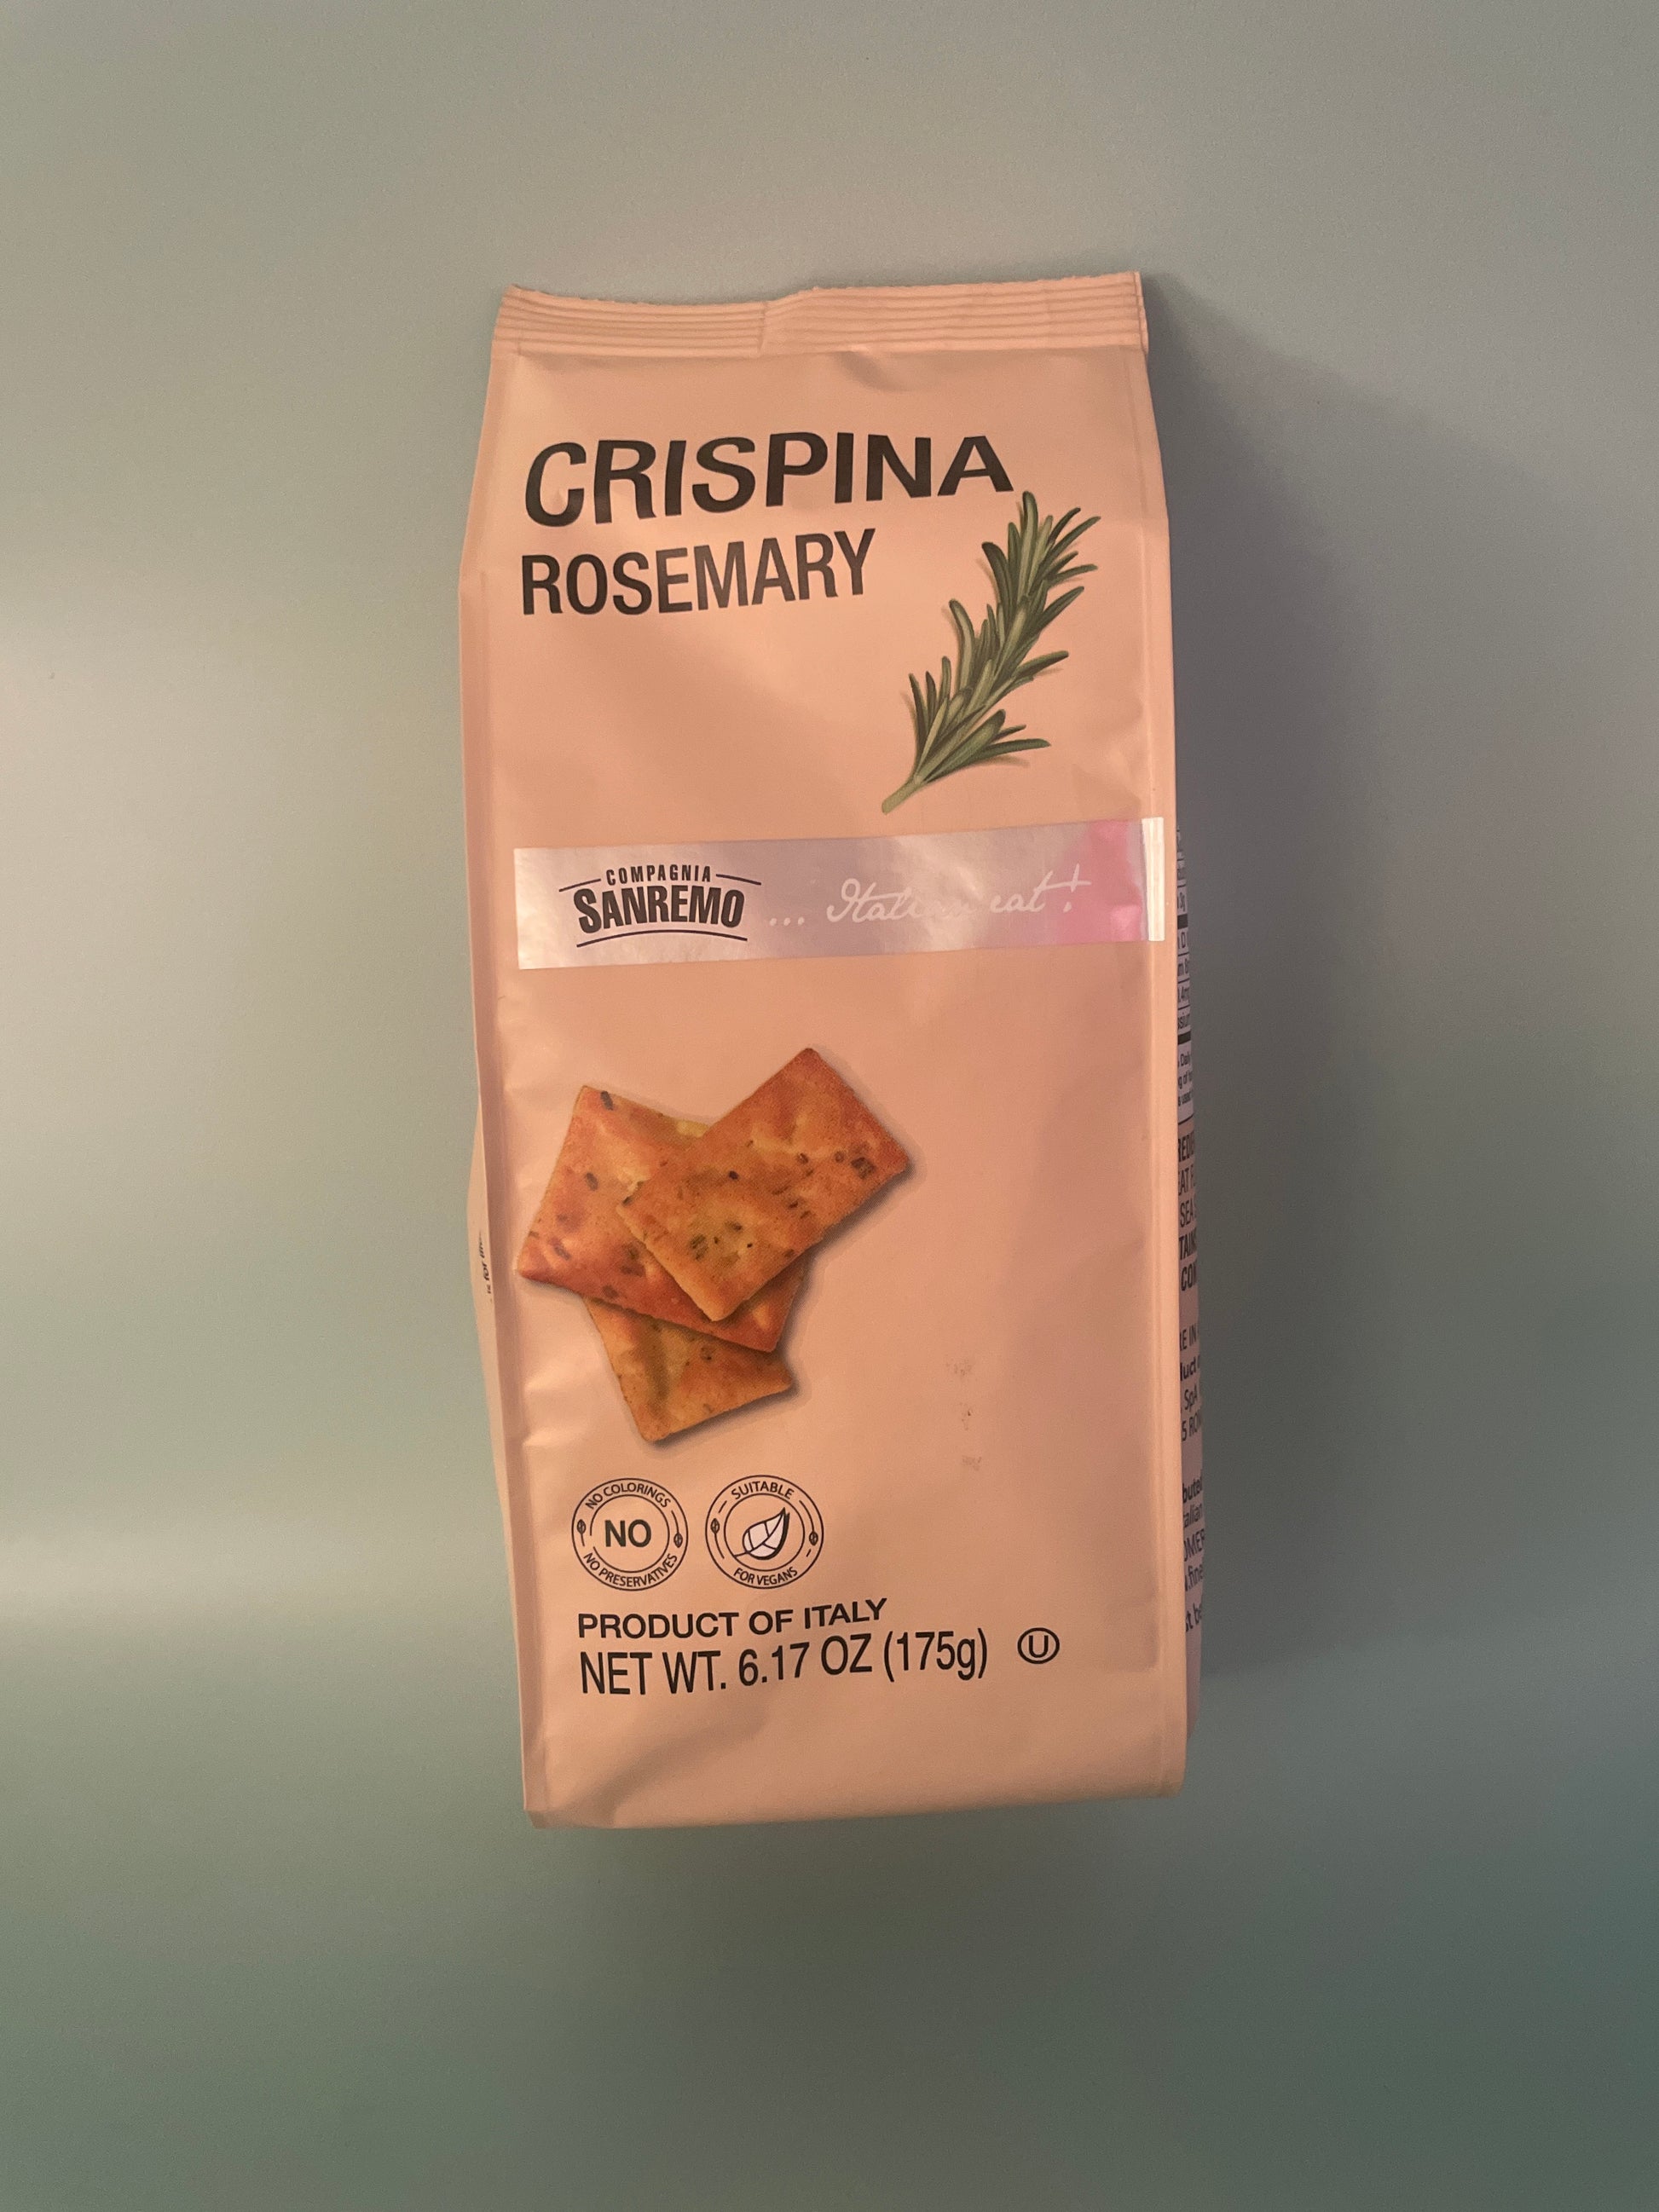 CRISPINA
ROSEMARY
COMPAGNIA
SANREMO
... eat!
NO COLORINGS
NO
NO PRESERVATIVES
SUITABLE
FOR VEGANS
PRODUCT OF ITALY
NET WT. 6.17 OZ (175g)
U